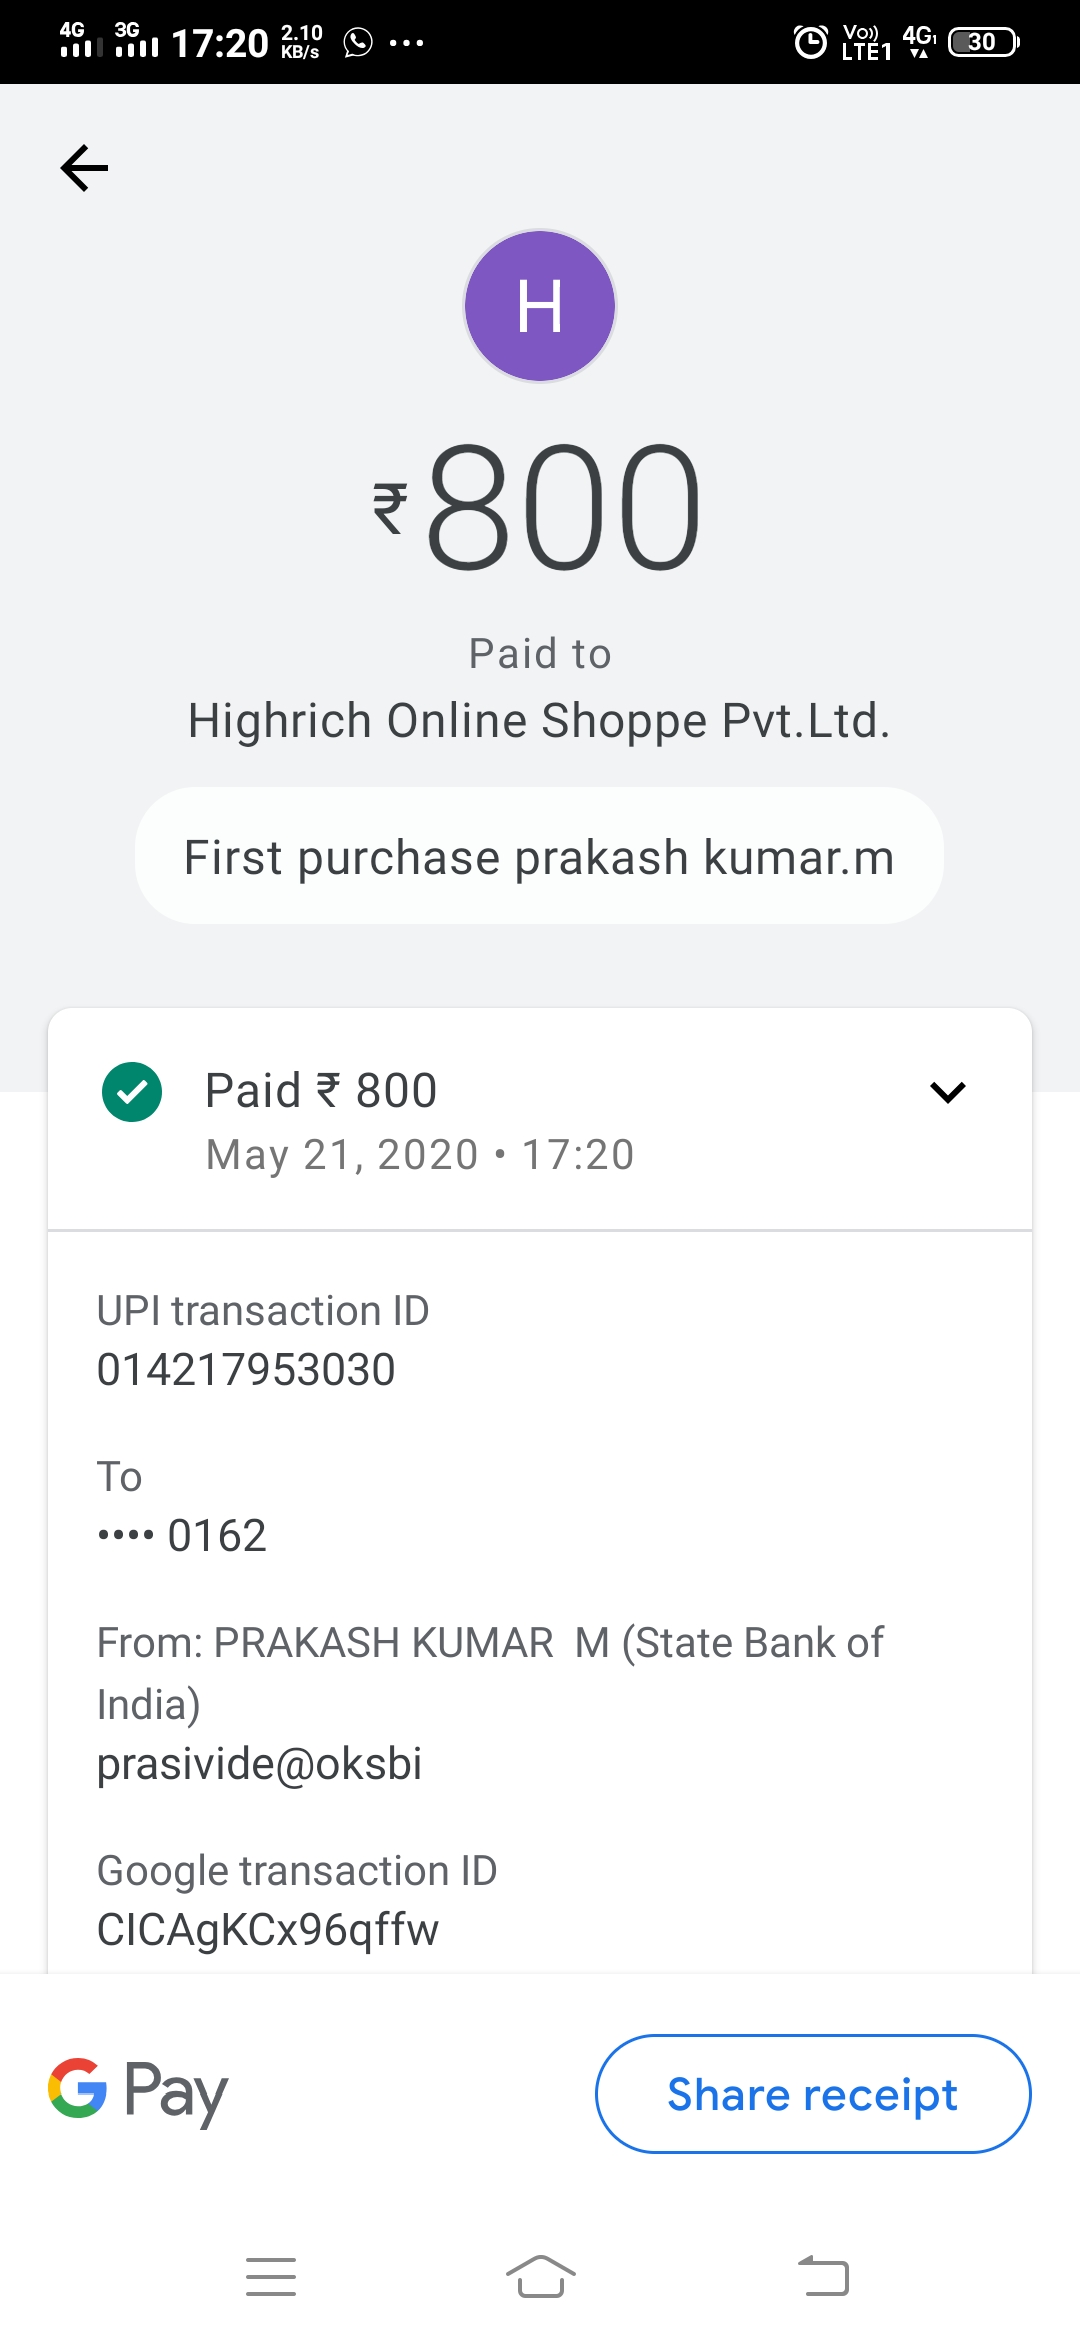 4G 3G 17:20 2.10 KB/s ••• Vo)) LTE1 4G1 30
H
₹800
Paid to
Highrich Online Shoppe Pvt.Ltd.
First purchase prakash kumar.m
Paid ₹ 800
May 21, 2020 • 17:20
UPI transaction ID
014217953030
To
•••• 0162
From: PRAKASH KUMAR  M (State Bank of
India)
prasivide@oksbi
Google transaction ID
CICAgKCx96qffw
G Pay
Share receipt